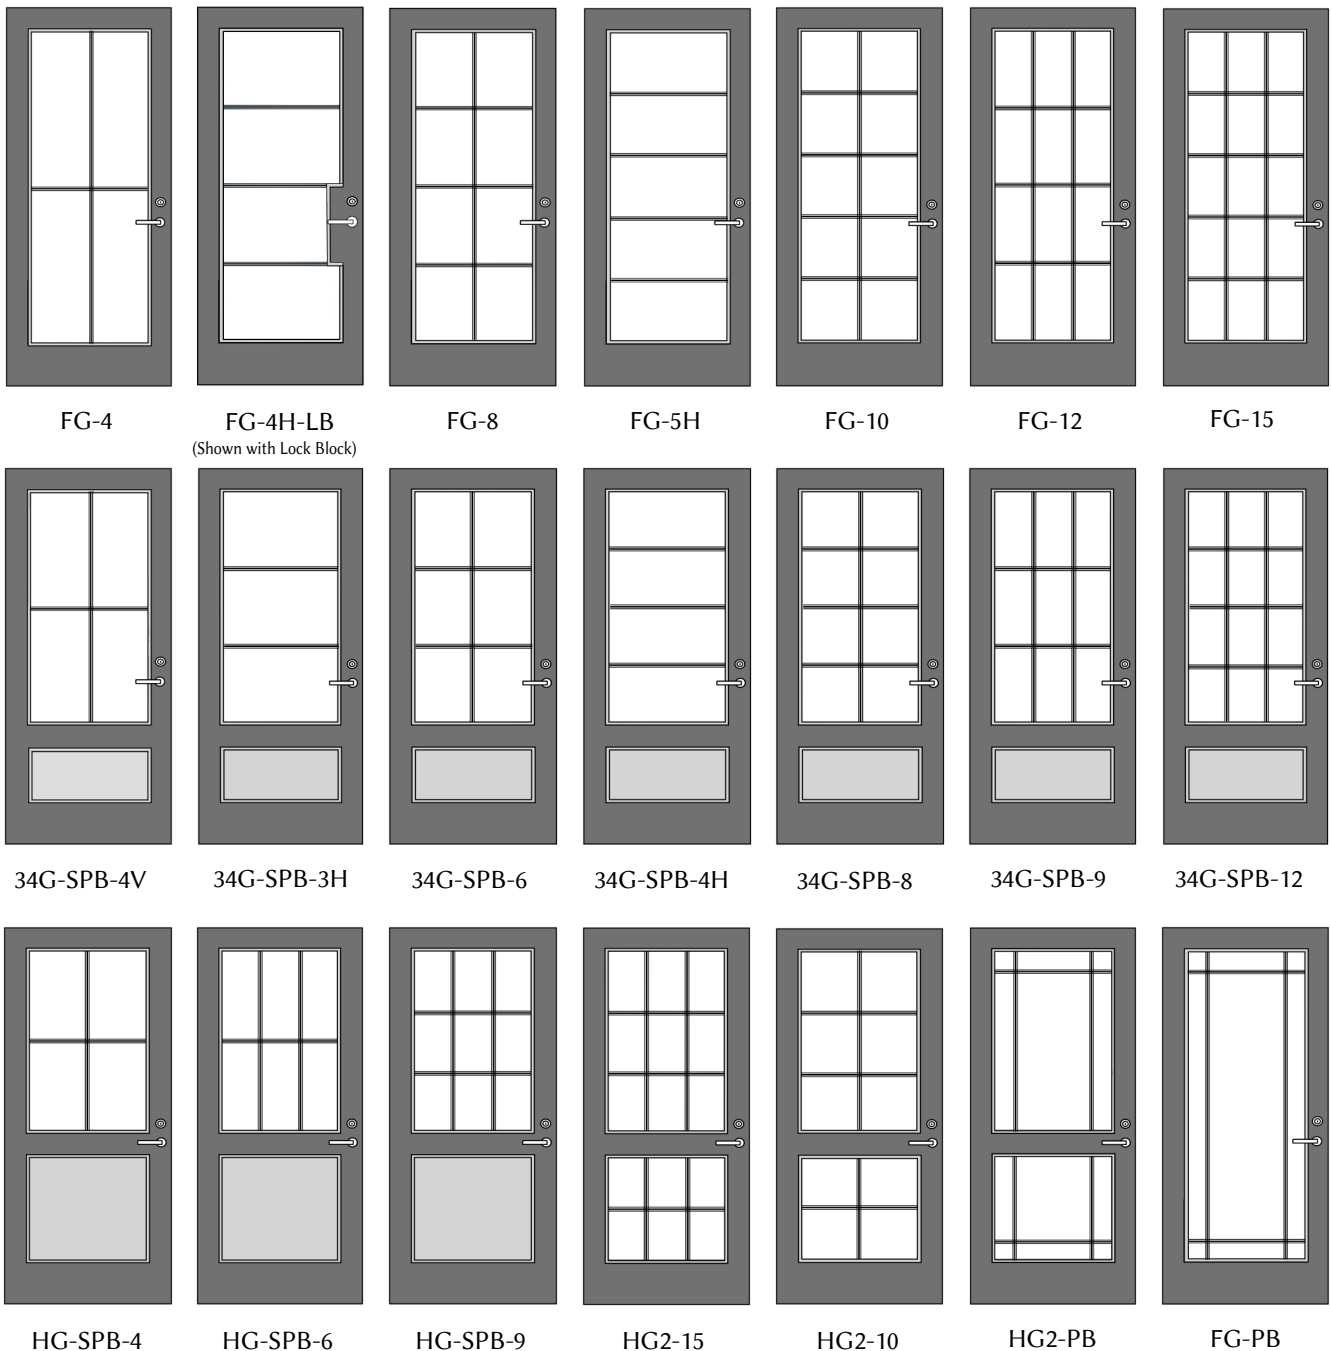 FG-4
FG-4H-LB
(Shown with Lock Block)
FG-8
FG-5H
FG-10
FG-12
FG-15
34G-SPB-4V
34G-SPB-3H
34G-SPB-6
34G-SPB-4H
34G-SPB-8
34G-SPB-9
34G-SPB-12
HG-SPB-4
HG-SPB-6
HG-SPB-9
HG2-15
HG2-10
HG2-PB
FG-PB